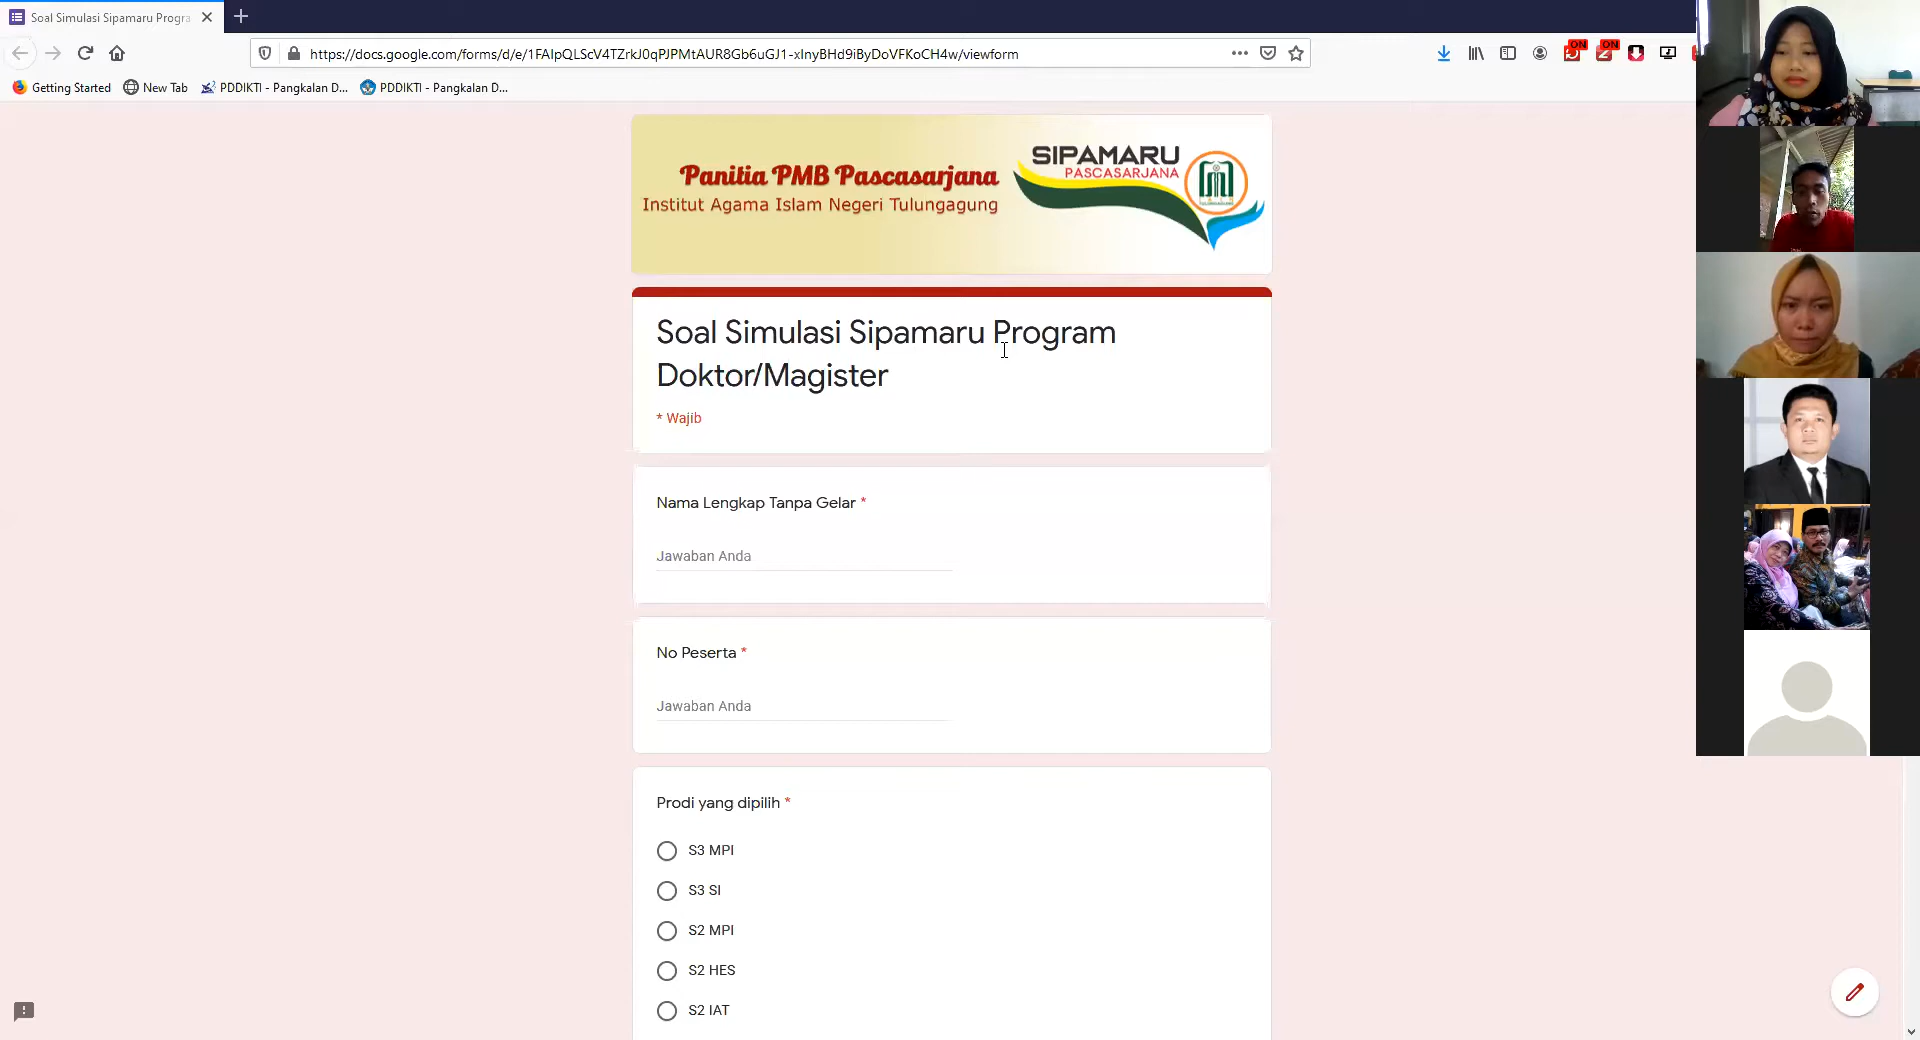 Soal Simulasi Sipamaru Progra
https://docs.google.com/forms/d/e/1FAIpQLScV4TZrkJ0qPJPMtAUR8Gb6uGJ1-xInyBHd9iByDoVFKoCH4w/viewform
ON
ON
Getting Started
New Tab
PDDIKTI - Pangkalan D...
PDDIKTI - Pangkalan D...
Panitia PMB Pascasarjana
Institut Agama Islam Negeri Tulungagung
SIPAMARU
PASCASARJANA
Soal Simulasi Sipamaru Program
Doktor/Magister
* Wajib
Nama Lengkap Tanpa Gelar *
Jawaban Anda
No Peserta *
Jawaban Anda
Prodi yang dipilih *
S3 MPI
S3 SI
S2 MPI
S2 HES
S2 IAT